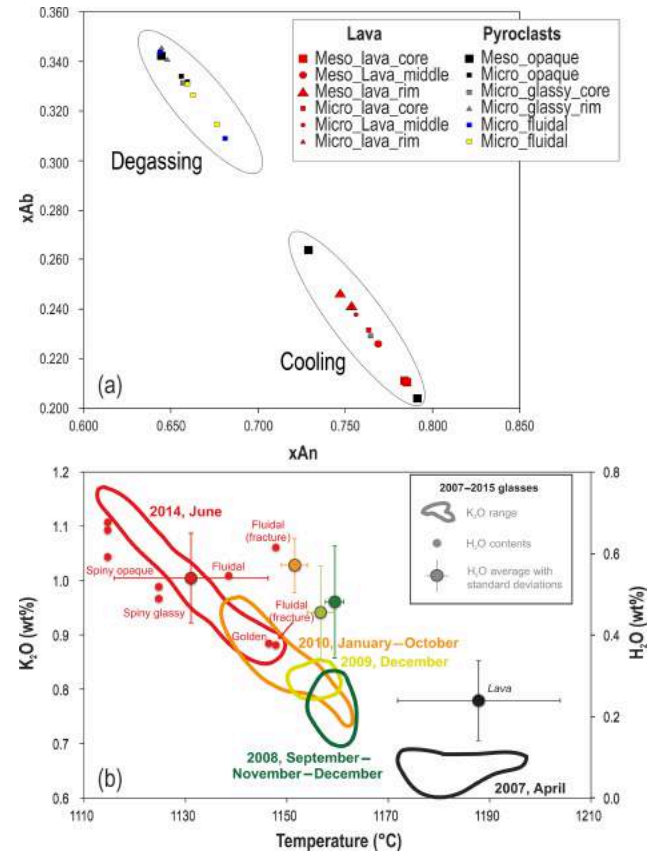 0.360
0.340
0.320
0.300
0.280
0.260
0.240
0.220
0.200
xAb
Lava
Meso_lava_core
Meso_Lava_middle
Meso_lava_rim
Micro_lava_core
Micro_Lava_middle
Micro_lava_rim
Pyroclasts
Meso_opaque
Micro_opaque
Micro_glassy_core
Micro_glassy_rim
Micro_fluidal
Micro_fluidal
Degassing
Cooling
(a)
0.600 0.650 0.700 0.750 0.800 0.850
xAn
1.2
1.1
1.0
0.9
0.8
0.7
0.6
K₂O (wt%)
0.8
0.6
0.4
0.2
0.0
H₂O (wt%)
2007–2015 glasses
K₂O range
H₂O contents
H₂O average with
standard deviations
2014, June
Fluidal
(fracture)
Spiny opaque
Fluidal
Spiny glassy
Fluidal
(fracture)
Golden
2010, January–October
2009, December
2008, September–
November–December
Lava
2007, April
(b)
1110 1130 1150 1170 1190 1210
Temperature (°C)